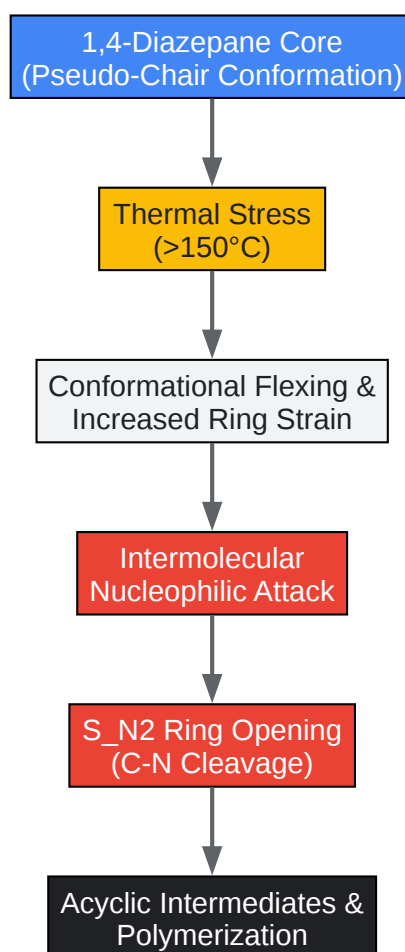 1,4-Diazepane Core
(Pseudo-Chair Conformation)
Thermal Stress
(>150°C)
Conformational Flexing &
Increased Ring Strain
Intermolecular
Nucleophilic Attack
S_N2 Ring Opening
(C-N Cleavage)
Acyclic Intermediates &
Polymerization